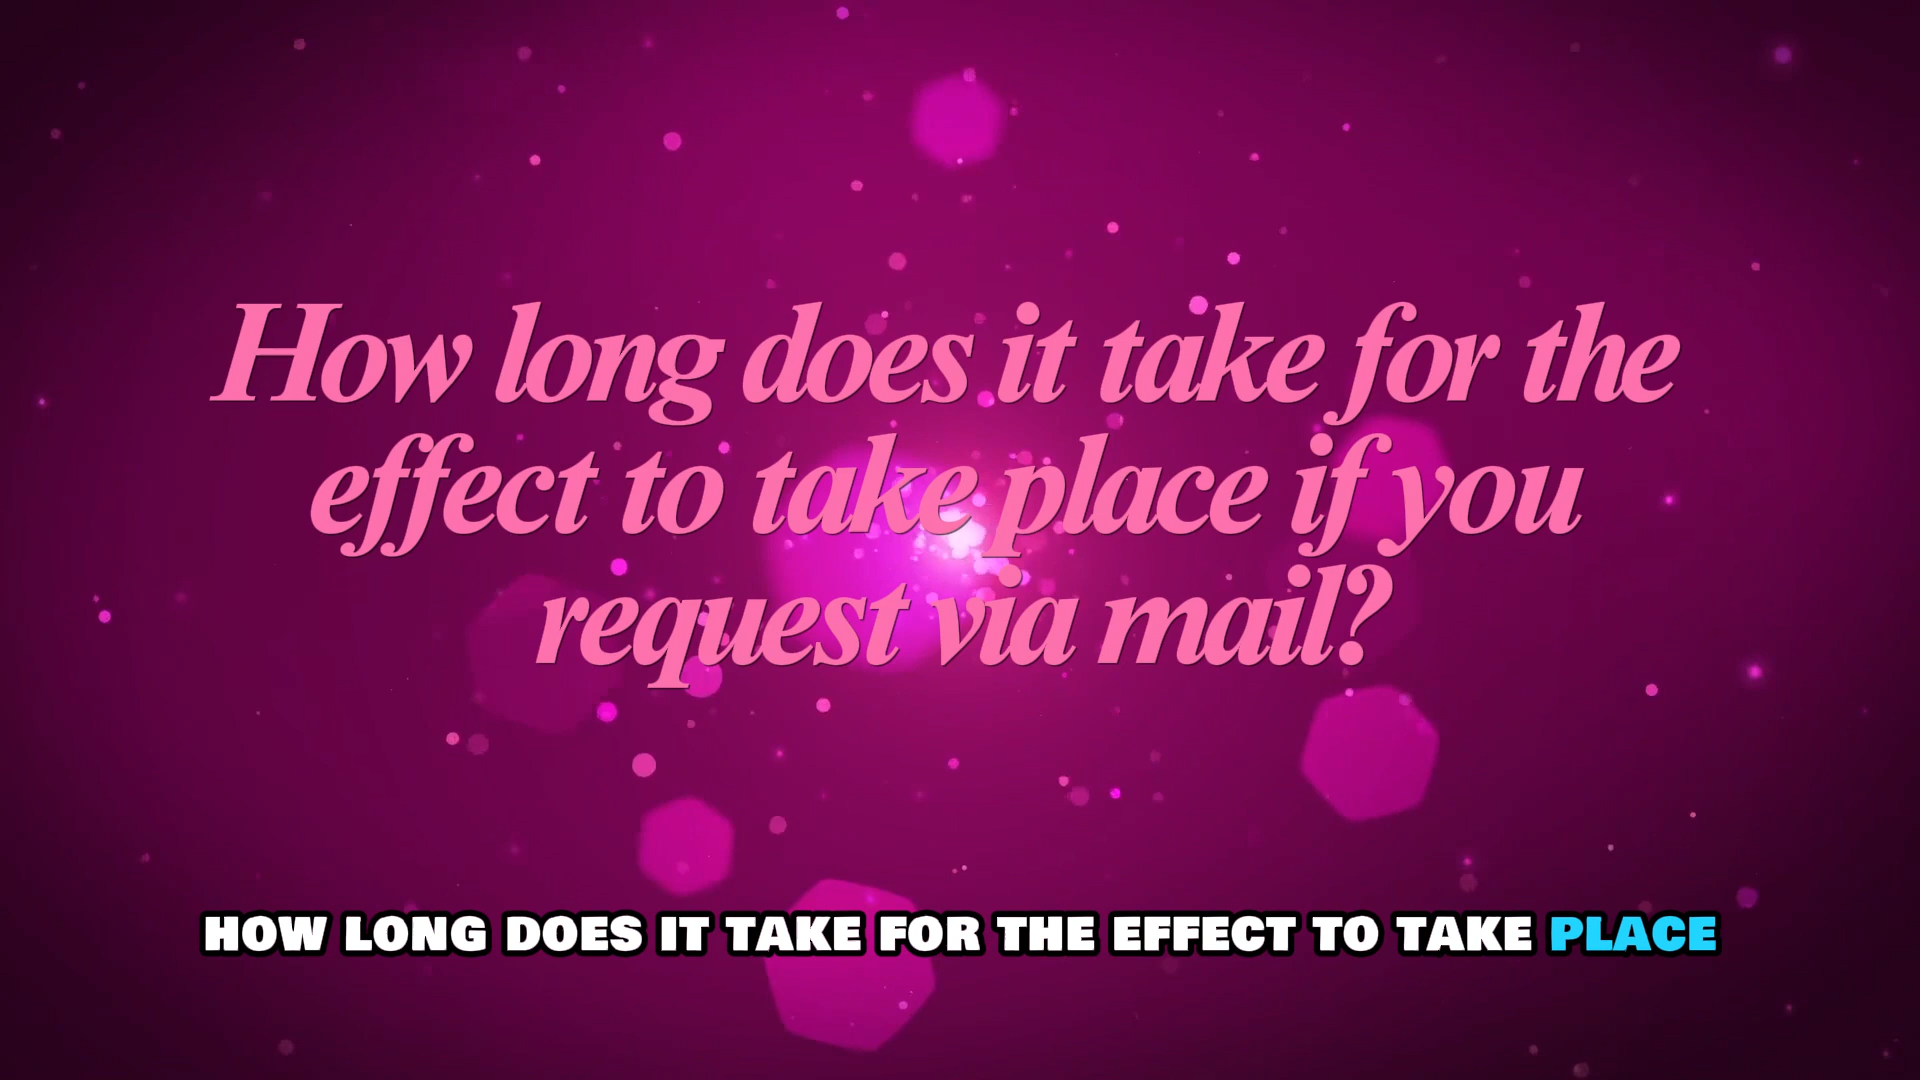 How long does it take for the
effect to take place if you
request via mail?
HOW LONG DOES IT TAKE FOR THE EFFECT TO TAKE PLACE